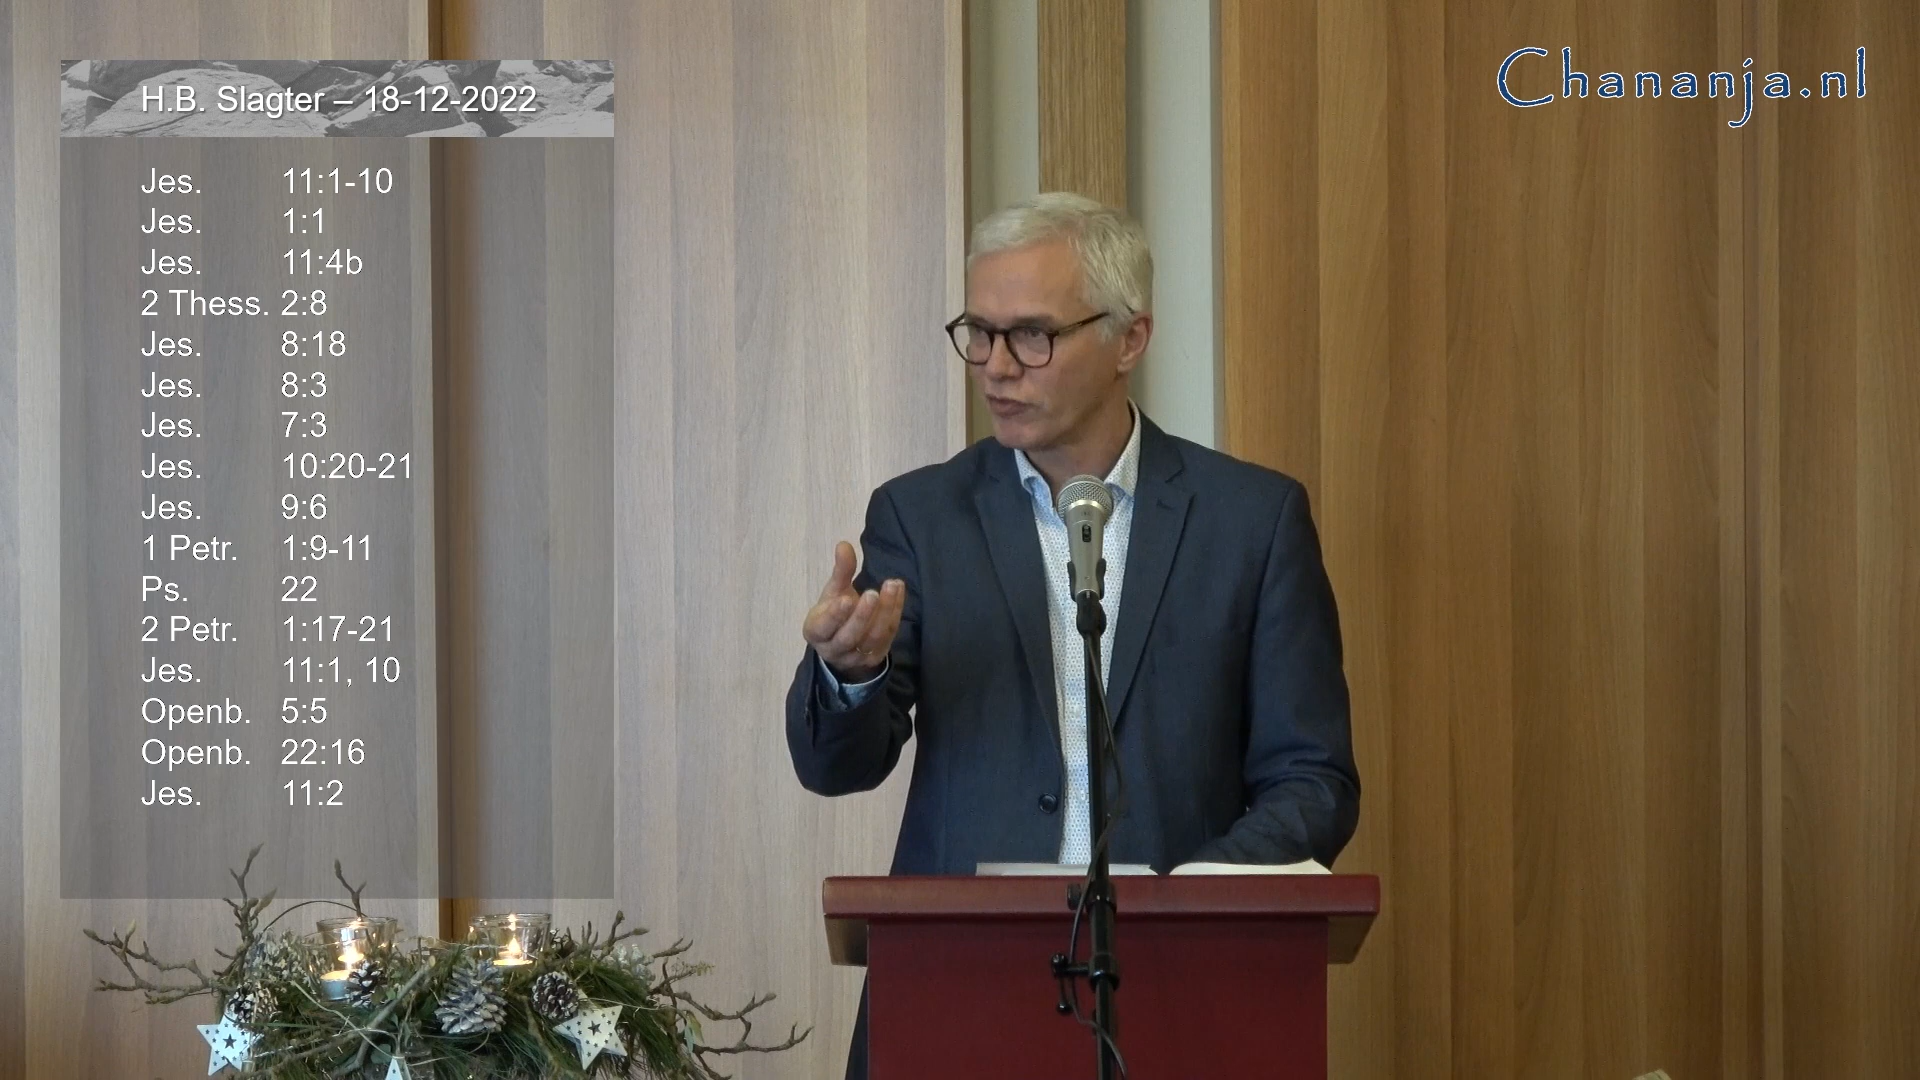 H.B. Slagter – 18-12-2022
Chananja.nl
Jes. 11:1-10
Jes. 1:1
Jes. 11:4b
2 Thess. 2:8
Jes. 8:18
Jes. 8:3
Jes. 7:3
Jes. 10:20-21
Jes. 9:6
1 Petr. 1:9-11
Ps. 22
2 Petr. 1:17-21
Jes. 11:1, 10
Openb. 5:5
Openb. 22:16
Jes. 11:2